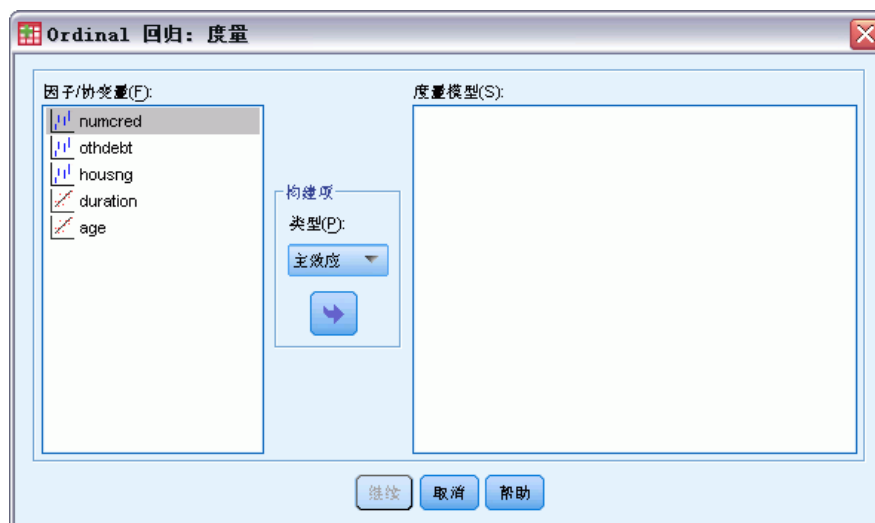 Ordinal 回归: 度量
因子/协变量(F):
numcred
othdebt
housng
duration
age
构建项
类型(P):
主效应
度量模型(S):
继续
取消
帮助